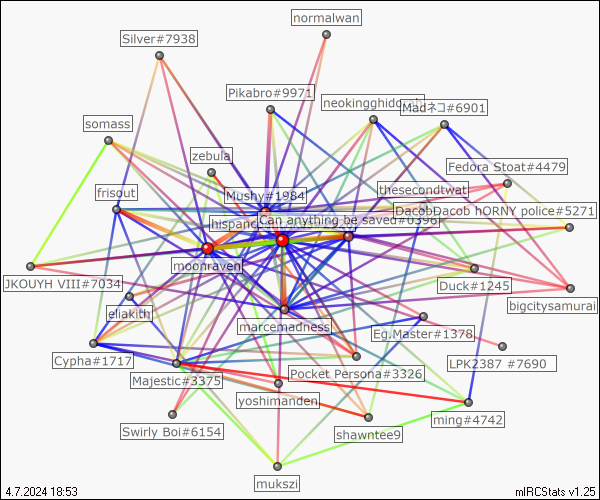 normalwan
Silver#7938
Pikabro#9971
neokingghidorah
Madネコ#6901
somass
zebula
Fedora Stoat#4479
frisout
Mushy#1984
thesecondtwat
DacobDacob hORNY police#5271
Can anything be saved#6396
moonraven
JKOUYH VIII#7034
Duck#1245
bigcitysamurai
eliakith
marcemadness
Eg.Master#1378
Cypha#1717
LPK2387 #7690
Majestic#3375
Pocket Persona#3326
yoshimanden
ming#4742
Swirly Boi#6154
shawntee9
mukszi
4.7.2024 18:53
mIRCStats v1.25